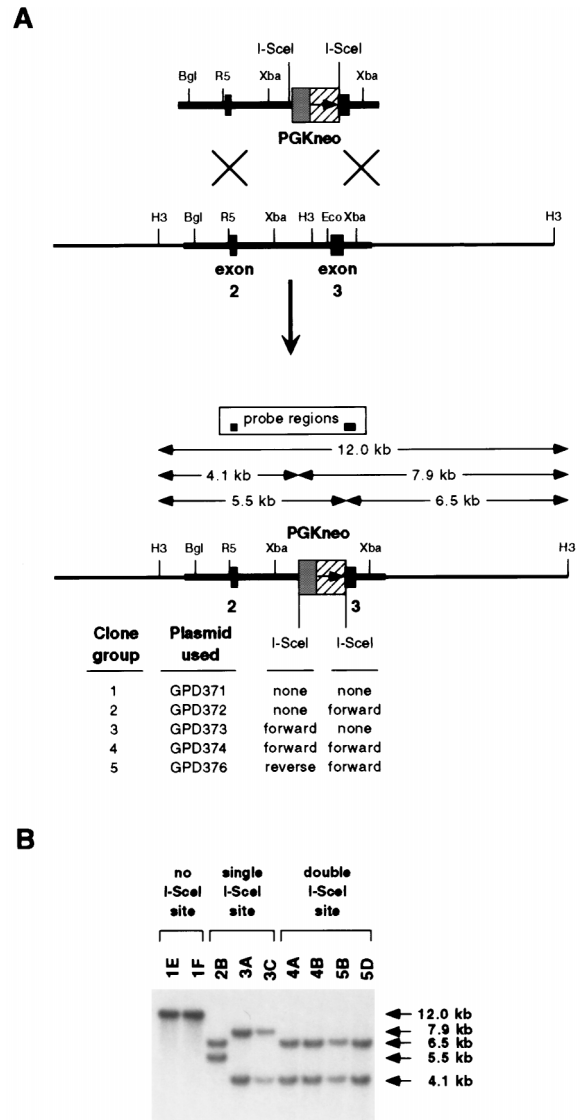 A
I-SceI I-SceI
Bgl R5 Xba Xba
PGKneo
H3 Bgl R5 Xba H3 Eco Xba H3
exon exon
2 3
probe regions
12.0 kb
4.1 kb 7.9 kb
5.5 kb 6.5 kb
PGKneo
H3 Bgl R5 Xba Xba H3
2 3
Clone Plasmid I-SceI I-SceI
group used
1 GPD371 none none
2 GPD372 none forward
3 GPD373 forward none
4 GPD374 forward forward
5 GPD376 reverse forward
B
no single double
I-SceI I-SceI I-SceI
site site site
1E 1F 2B 3A 3C 4A 4B 5B 5D
12.0 kb
7.9 kb
6.5 kb
5.5 kb
4.1 kb